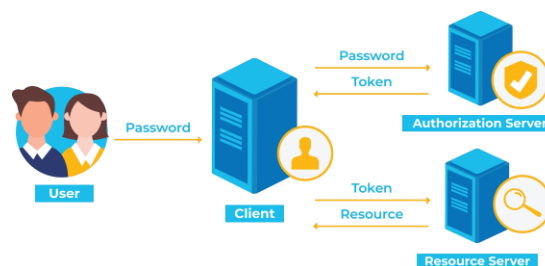 Password
Token
Authorization Server
Password
User
Client
Token
Resource
Resource Server